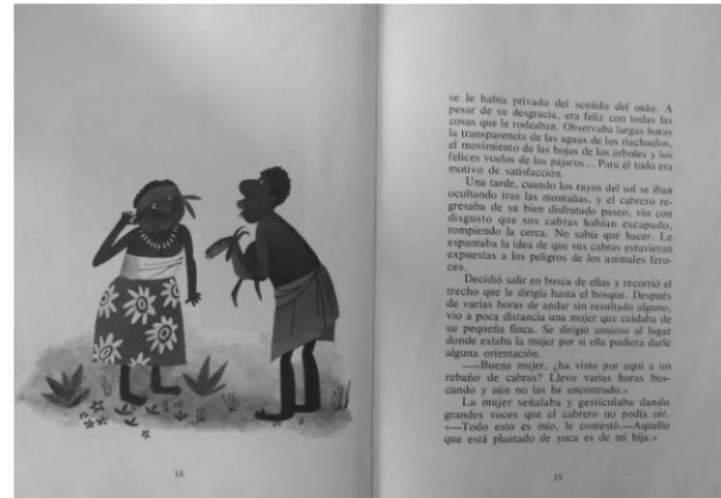 se le había privado del sentido del oído. A
pesar de su desgracia, era feliz con todas las
cosas que le rodeaban. Observaba largas horas
la transparencia de las aguas de los riachuelos,
el movimiento de las hojas de los árboles y los
felices vuelos de los pájaros... Para él todo era
motivo de satisfacción.
Una tarde, cuando los rayos del sol se iban
ocultando tras las montañas, y el cabrero re-
gresaba de su bien disfrutado paseo, vio con
disgusto que sus cabras habían escapado,
rompiendo la cerca. No sabía qué hacer. Le
espantaba la idea de que sus cabras estuvieran
expuestas a los peligros de los animales fero-
ces.
Decidió salir en busca de ellas y recorrió el
trecho que le dirigía hasta el bosque. Después
de varias horas de andar sin resultado alguno,
vio a poca distancia una mujer que cuidaba de
su pequeña finca. Se dirigió ansioso al lugar
donde estaba la mujer por si ella pudiera darle
alguna orientación.
—«Buena mujer, ¿ha visto por aquí a un
rebaño de cabras? Llevo varias horas bus-
cando y aún no las he encontrado.»
La mujer señalaba y gesticulaba dando
grandes voces que el cabrero no podía oír.
«—Todo esto es mío, le contestó.—Aquello
que está plantado de yuca es de mi hija.»
14
15